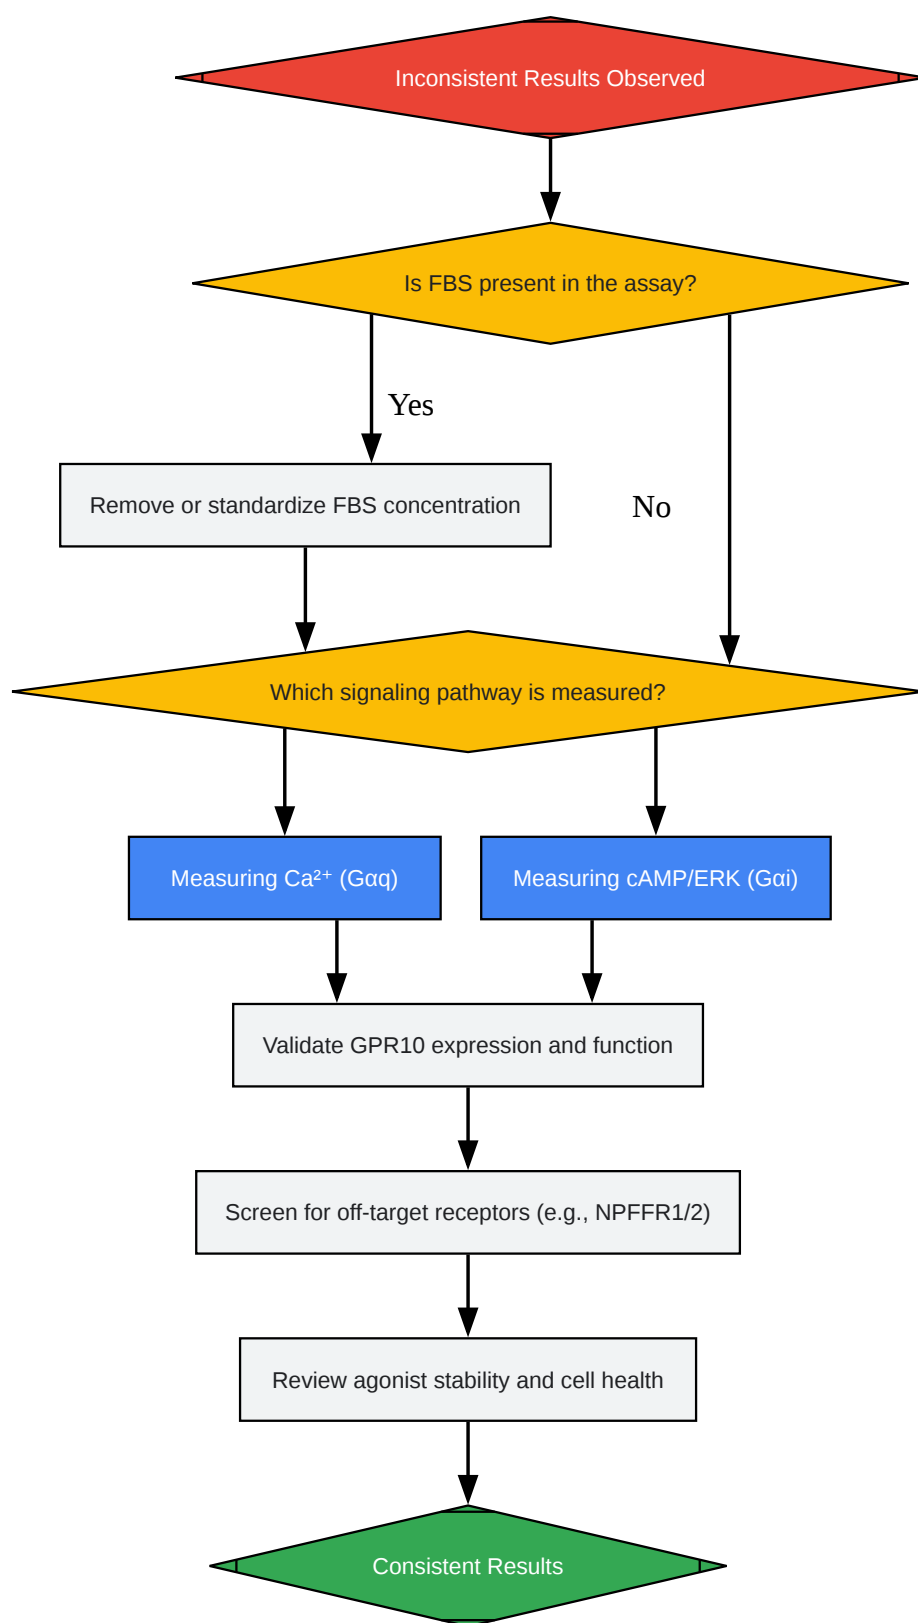 Inconsistent Results Observed
Is FBS present in the assay?
Yes
Remove or standardize FBS concentration
No
Which signaling pathway is measured?
Measuring Ca²⁺ (Gαq)
Measuring cAMP/ERK (Gαi)
Validate GPR10 expression and function
Screen for off-target receptors (e.g., NPFFR1/2)
Review agonist stability and cell health
Consistent Results